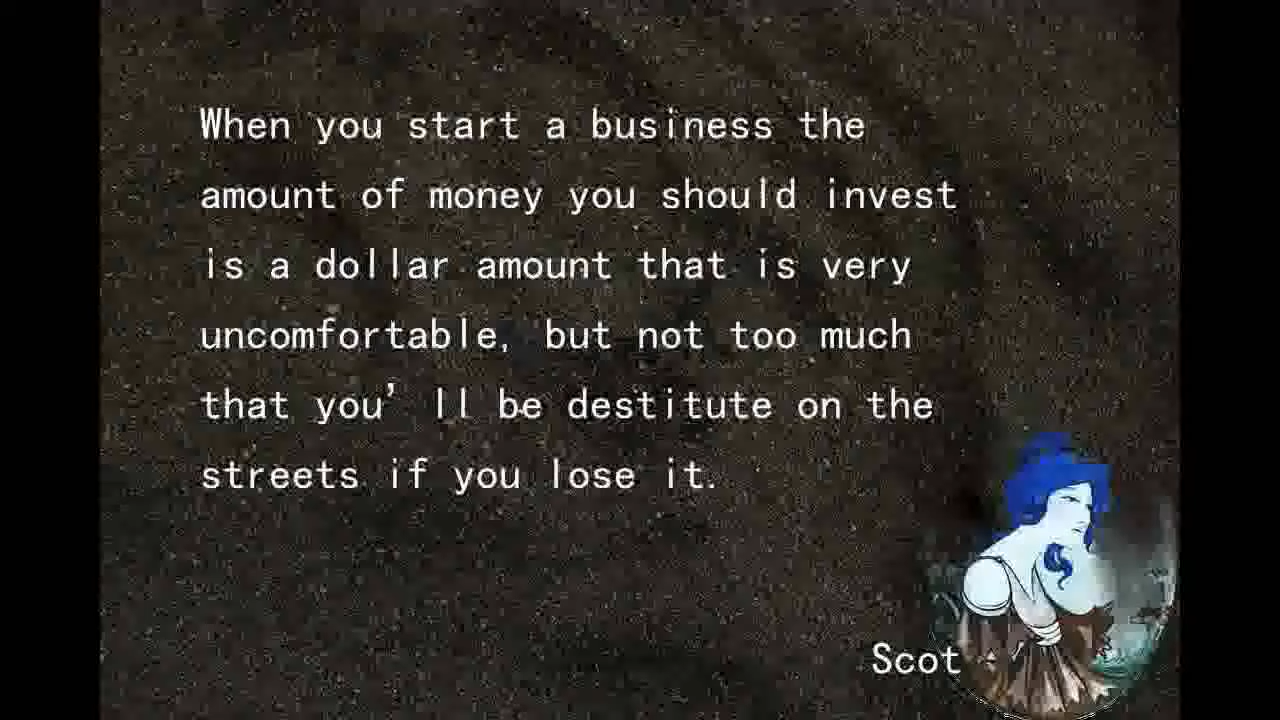 When you start a business the
amount of money you should invest
is a dollar amount that is very
uncomfortable, but not too much
that you'll be destitute on the
streets if you lose it.
Scot